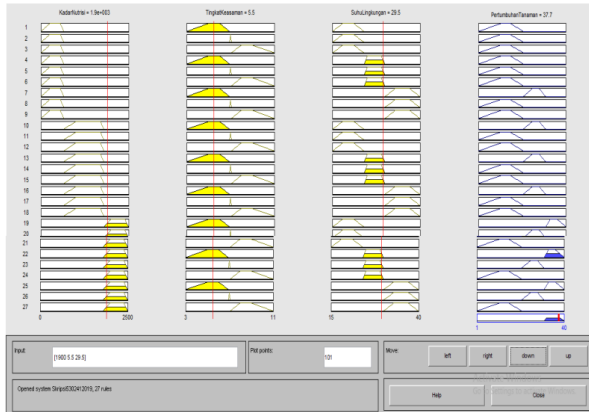 KadarNutrisi = 1.9e+003
TingkatKeasaman = 5.5
SuhuLingkungan = 29.5
PertumbuhanTanaman = 37.7
1
2
3
4
5
6
7
8
9
10
11
12
13
14
15
16
17
18
19
20
21
22
23
24
25
26
27
0 2500
3 11
15 40
1 40
Input:
[1900 5.5 29.5]
Plot points:
101
Move:
left
right
down
up
Opened system Skripsi5302412019, 27 rules
Help
Close